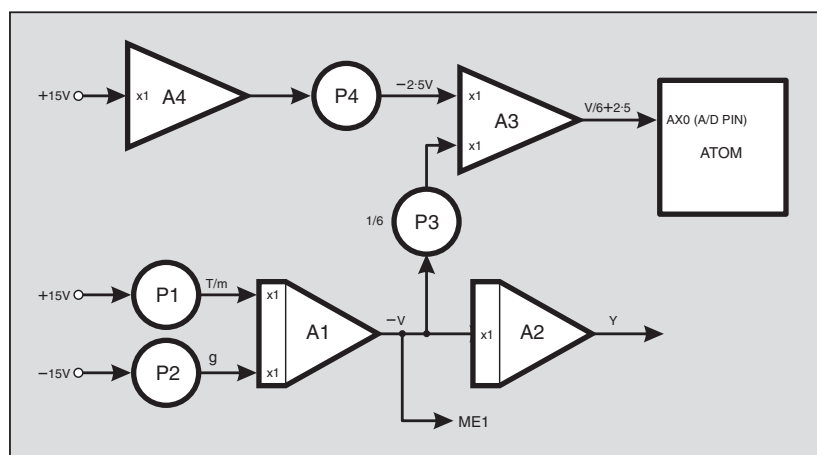 +15V
x1
A4
P4
−2·5V
x1
x1
A3
V/6+2·5
AX0 (A/D PIN)
ATOM
1/6
P3
+15V
P1
T/m
x1
x1
A1
−V
x1
A2
Y
−15V
P2
g
ME1